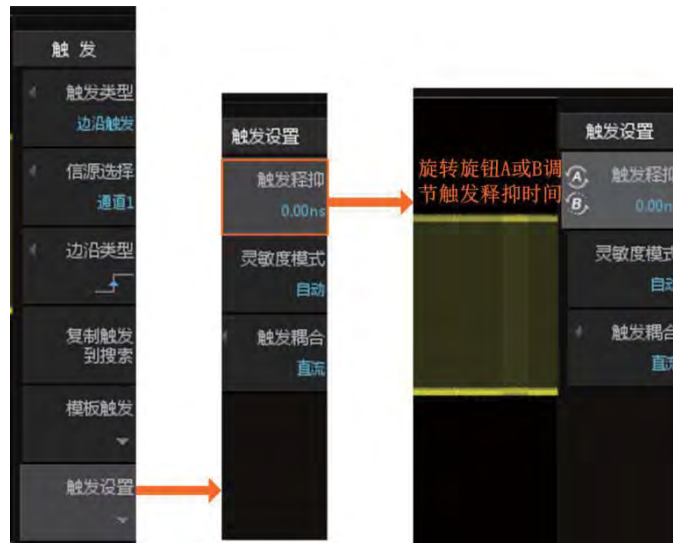 触 发
触发类型
边沿触发
信源选择
通道1
边沿类型
复制触发
到搜索
模板触发
触发设置
触发设置
触发释抑
0.00ns
灵敏度模式
自动
触发耦合
直流
旋转旋钮A或B调
节触发释抑时间
触发设置
A
B
触发释抑
0.00n
灵敏度模式
自动
触发耦合
直流